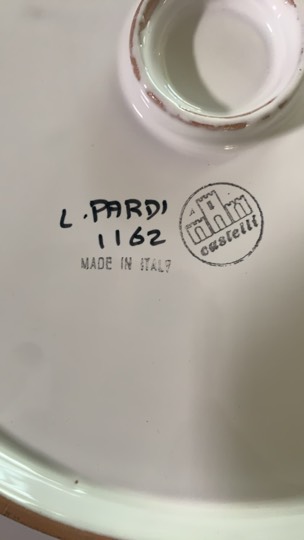 L. PARDI
1162
MADE IN ITALY
castelli